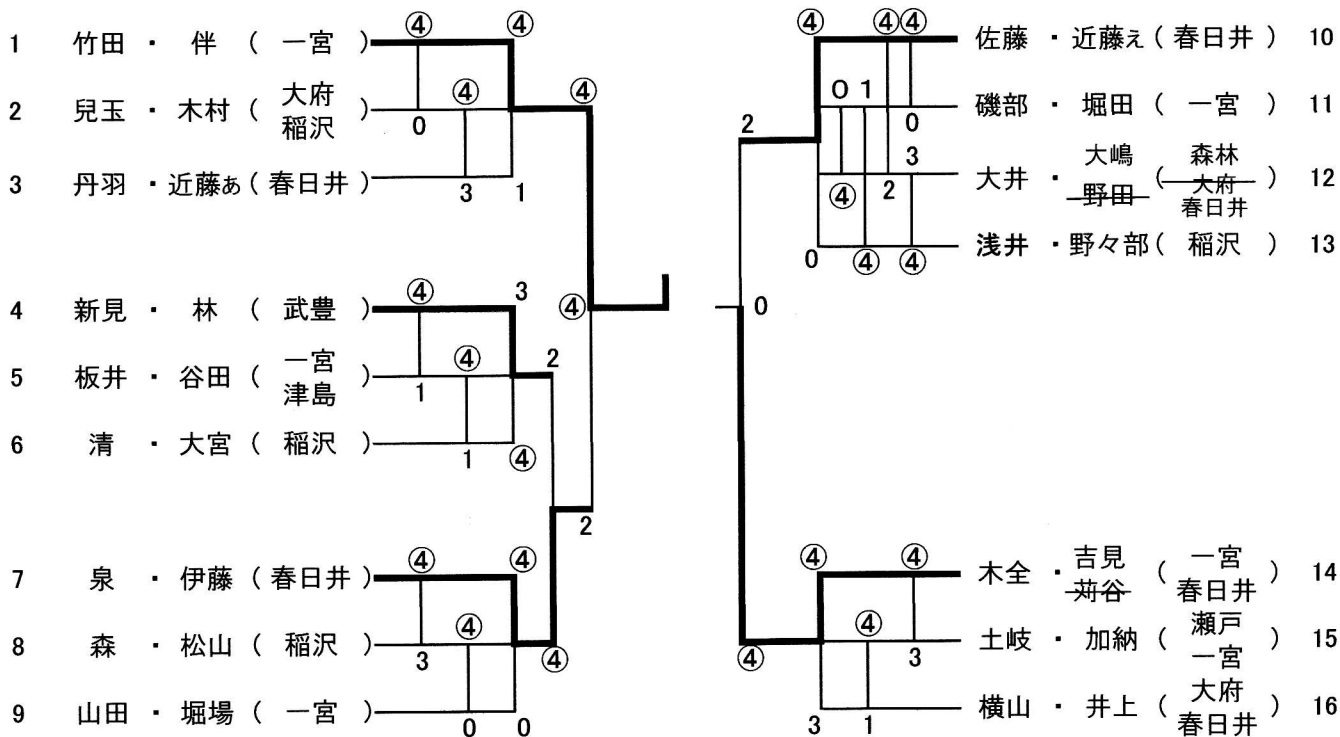 1 竹田 ・ 伴 ( 一宮 ) ④ ④
2 兒玉 ・ 木村 ( 大府 稲沢 ) 0 ④ ④
3 丹羽 ・ 近藤ぁ ( 春日井 ) 3 1
4 新見 ・ 林 ( 武豊 ) ④ 3 ④
5 板井 ・ 谷田 ( 一宮 津島 ) 1 ④ 2
6 清 ・ 大宮 ( 稲沢 ) 1 ④
2
7 泉 ・ 伊藤 ( 春日井 ) ④ ④
8 森 ・ 松山 ( 稲沢 ) 3 ④ ④
9 山田 ・ 堀場 ( 一宮 ) 0 0
④ ④ ④ 佐藤 ・ 近藤ぇ ( 春日井 ) 10
2 0 1 0 磯部 ・ 堀田 ( 一宮 ) 11
④ 2 3 大井 ・ 大嶋 野田 ( 森林 大府 春日井 ) 12
0 ④ ④ 浅井 ・ 野々部 ( 稲沢 ) 13
0
④ ④ 木全 ・ 吉見 苅谷 ( 一宮 春日井 ) 14
④ ④ 3 土岐 ・ 加納 ( 瀬戸 一宮 ) 15
3 1 横山 ・ 井上 ( 大府 春日井 ) 16